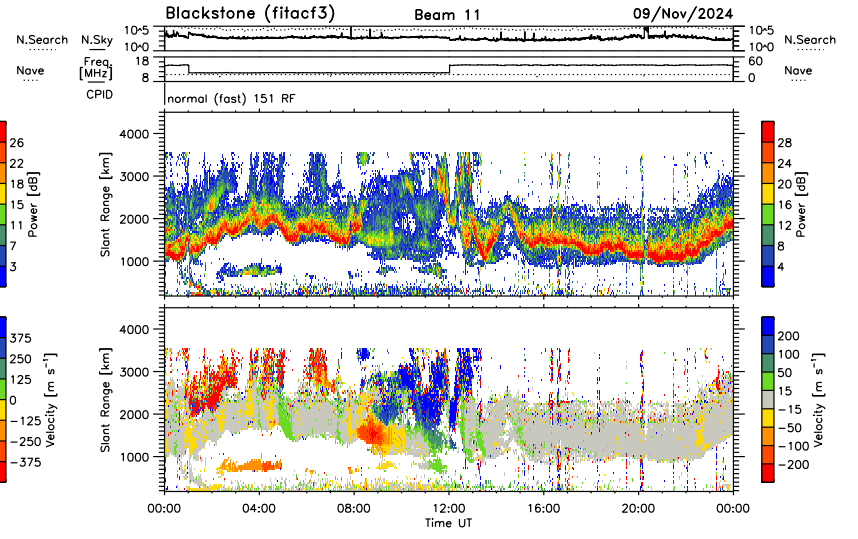 Blackstone (fitacf3)
Beam 11
09/Nov/2024
N.Search
N.Sky
10^5
10^0
10^5
10^0
N.Search
Nave
Freq.
[MHz]
18
8
60
0
Nave
CPID
normal (fast) 151 RF
26
22
18
15
11
7
3
Power [dB]
4000
3000
2000
1000
Slant Range [km]
28
24
20
16
12
8
4
Power [dB]
375
250
125
0
−125
−250
−375
Velocity [m s⁻¹]
4000
3000
2000
1000
Slant Range [km]
200
100
50
15
−15
−50
−100
−200
Velocity [m s⁻¹]
00:00
04:00
08:00
12:00
16:00
20:00
00:00
Time UT